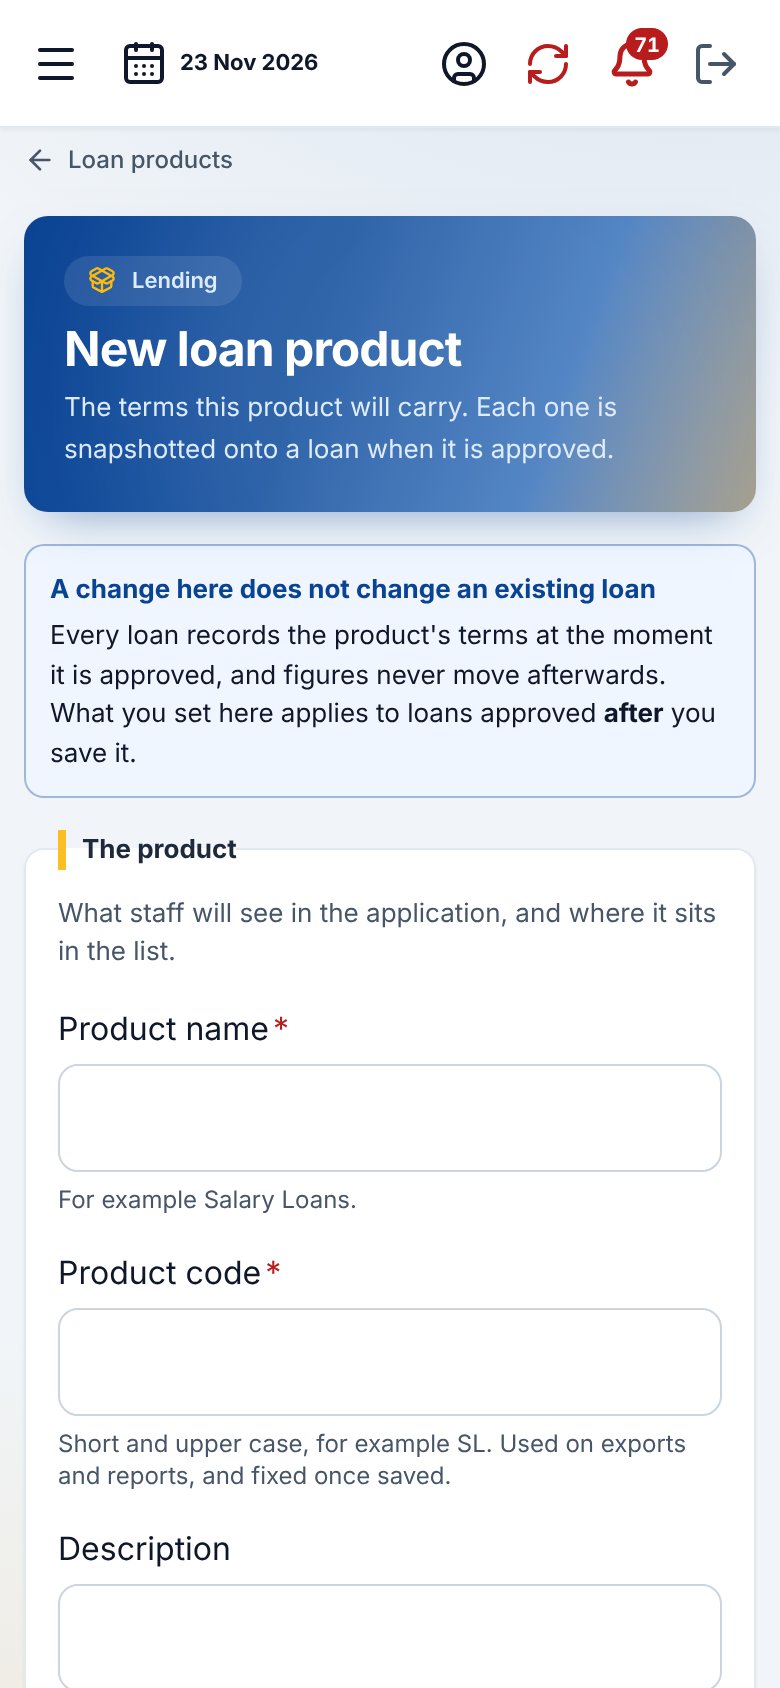 23 Nov 2026
71
Loan products
Lending
New loan product
The terms this product will carry. Each one is
snapshotted onto a loan when it is approved.
A change here does not change an existing loan
Every loan records the product's terms at the moment
it is approved, and figures never move afterwards.
What you set here applies to loans approved after you
save it.
The product
What staff will see in the application, and where it sits
in the list.
Product name*
For example Salary Loans.
Product code*
Short and upper case, for example SL. Used on exports
and reports, and fixed once saved.
Description